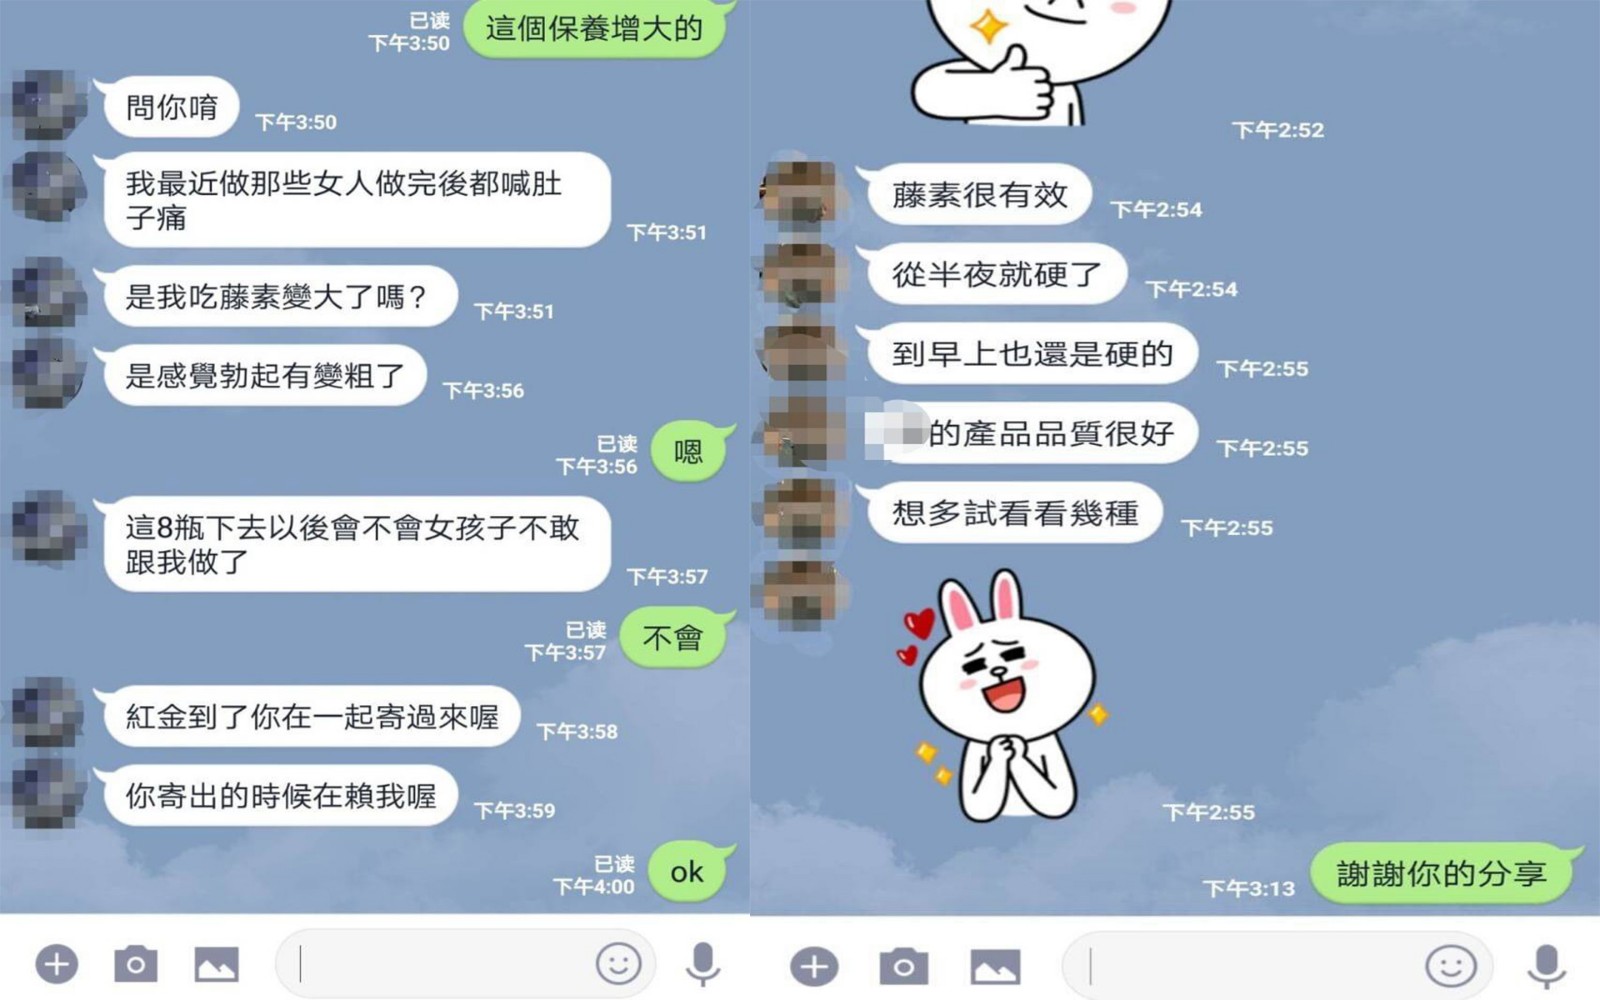 這個保養增大的
已读
下午3:50
問你唷
下午3:50
我最近做那些女人做完後都喊肚
子痛
下午3:51
是我吃藤素變大了嗎?
下午3:51
是感覺勃起有變粗了
下午3:56
嗯
已读
下午3:56
這8瓶下去以後會不會女孩子不敢
跟我做了
下午3:57
不會
已读
下午3:57
紅金到了你在一起寄過來喔
下午3:58
你寄出的時候在賴我喔
下午3:59
ok
已读
下午4:00
下午2:52
藤素很有效
下午2:54
從半夜就硬了
下午2:54
到早上也還是硬的
下午2:55
的產品品質很好
下午2:55
想多試看看幾種
下午2:55
下午2:55
謝謝你的分享
下午3:13